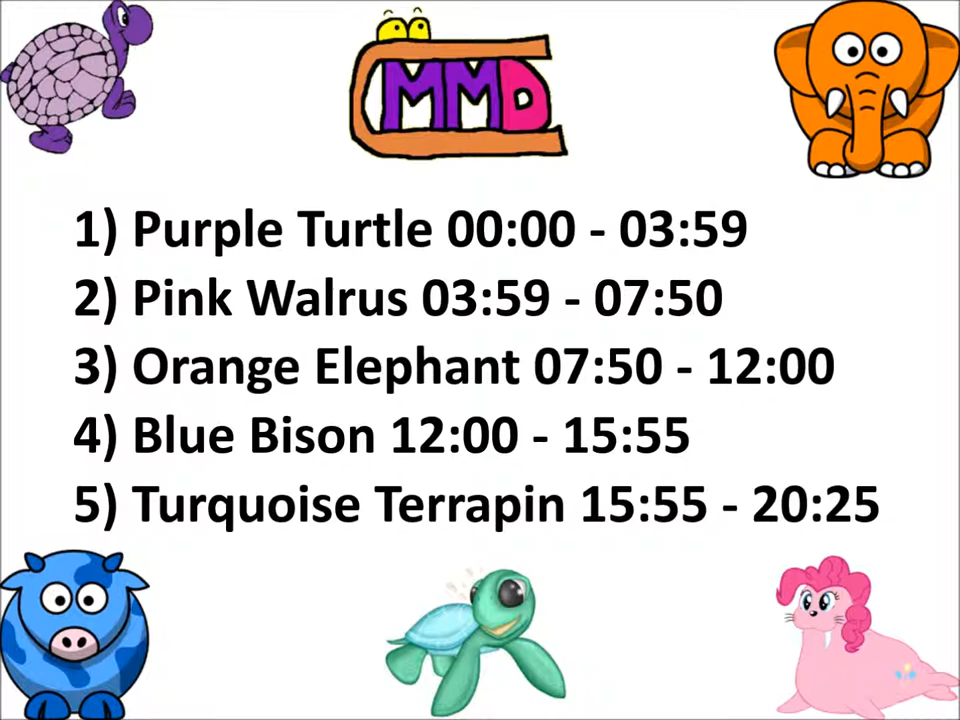 CMMD
1) Purple Turtle 00:00 - 03:59
2) Pink Walrus 03:59 - 07:50
3) Orange Elephant 07:50 - 12:00
4) Blue Bison 12:00 - 15:55
5) Turquoise Terrapin 15:55 - 20:25